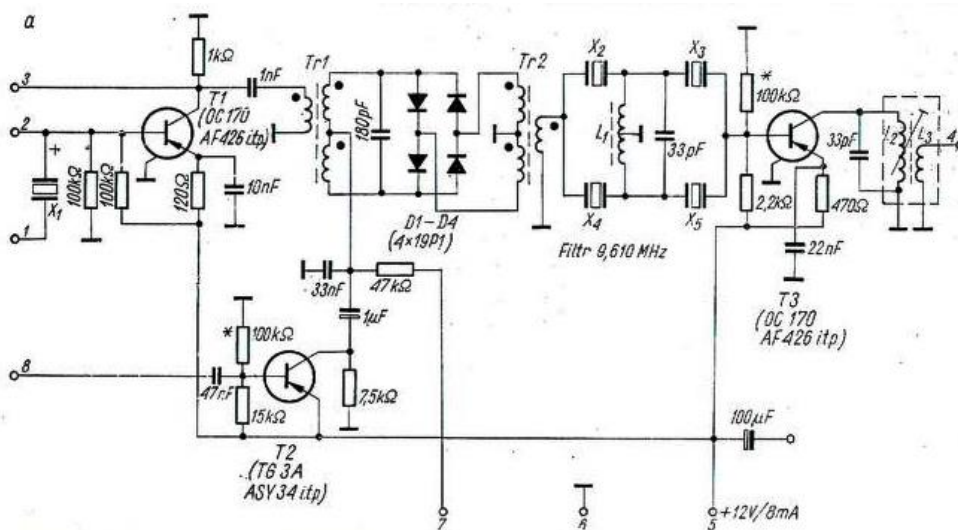 a
1kΩ
3
1nF
Tr1
T1
(OC 170
AF426 itp)
2
+
X1
100kΩ
100kΩ
120Ω
10nF
1
180pF
D1-D4
(4×19P1)
Tr2
X2
X3
L1
33pF
X4
X5
Filtr 9,610 MHz
*
100kΩ
2,2kΩ
470Ω
22nF
T3
(OC 170
AF426 itp)
33pF
L2
L3
4
33nF
47kΩ
1µF
*
100kΩ
8
47nF
15kΩ
7,5kΩ
T2
(TG 3A
ASY 34 itp)
100µF
7
6
5
+12V/8mA